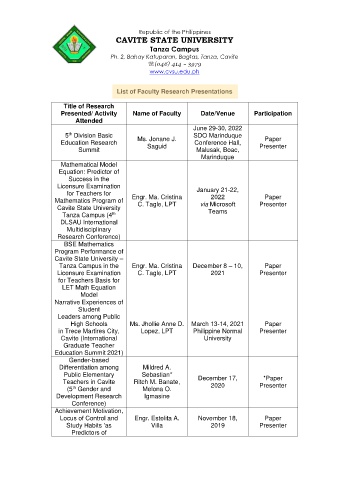 Republic of the Philippines
CAVITE STATE UNIVERSITY
Tanza Campus
Ph. 2, Bahay Katuparan, Bagtas, Tanza, Cavite
☏ (046) 414 – 3979
www.cvsu.edu.ph
List of Faculty Research Presentations
Title of Research
Presented/ Activity
Attended
Name of Faculty
Date/Venue
Participation
5th Division Basic
Education Research
Summit
Ms. Jonane J.
Saguid
June 29-30, 2022
SDO Marinduque
Conference Hall,
Malusak, Boac,
Marinduque
Paper
Presenter
Mathematical Model
Equation: Predictor of
Success in the
Licensure Examination
for Teachers for
Mathematics Program of
Cavite State University
Tanza Campus (4th
DLSAU International
Multidisciplinary
Research Conference)
Engr. Ma. Cristina
C. Tagle, LPT
January 21-22,
2022
via Microsoft
Teams
Paper
Presenter
BSE Mathematics
Program Performance of
Cavite State University –
Tanza Campus in the
Licensure Examination
for Teachers Basis for
LET Math Equation
Model
Engr. Ma. Cristina
C. Tagle, LPT
December 8 – 10,
2021
Paper
Presenter
Narrative Experiences of
Student
Leaders among Public
High Schools
in Trece Martires City,
Cavite (International
Graduate Teacher
Education Summit 2021)
Ms. Jhollie Anne D.
Lopez, LPT
March 13-14, 2021
Philippine Normal
University
Paper
Presenter
Gender-based
Differentiation among
Public Elementary
Teachers in Cavite
(5th Gender and
Development Research
Conference)
Mildred A.
Sebastian*
Ritch M. Banate,
Melona O.
Igmasine
December 17,
2020
*Paper
Presenter
Achievement Motivation,
Locus of Control and
Study Habits 'as
Predictors of
Engr. Estelita A.
Villa
November 18,
2019
Paper
Presenter